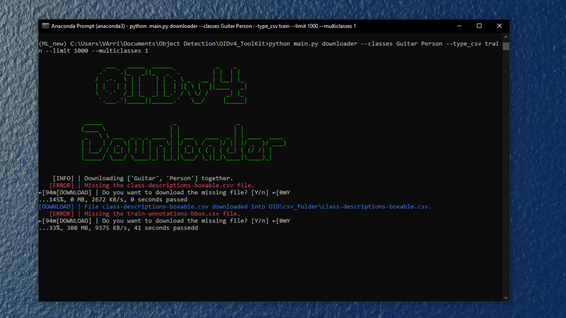 Anaconda Prompt (anaconda3) - python  main.py downloader --classes Guitar Person --type_csv train --limit 1000 --multiclasses 1
(ML_new) C:\Users\VArri\Documents\Object Detection\OIDv4_ToolKit>python main.py downloader --classes Guitar Person --type_csv trai
n --limit 1000 --multiclasses 1
OIDv4
Downloader
[INFO] | Downloading ['Guitar', 'Person'] together.
[ERROR] | Missing the class-descriptions-boxable.csv file.
←[94m[DOWNLOAD] | Do you want to download the missing file? [Y/n] ←[0mY
...145%, 0 MB, 2672 KB/s, 0 seconds passed
[DOWNLOAD] | File class-descriptions-boxable.csv downloaded into OID\csv_folder\class-descriptions-boxable.csv.
[ERROR] | Missing the train-annotations-bbox.csv file.
←[94m[DOWNLOAD] | Do you want to download the missing file? [Y/n] ←[0mY
...33%, 380 MB, 9375 KB/s, 41 seconds passedd